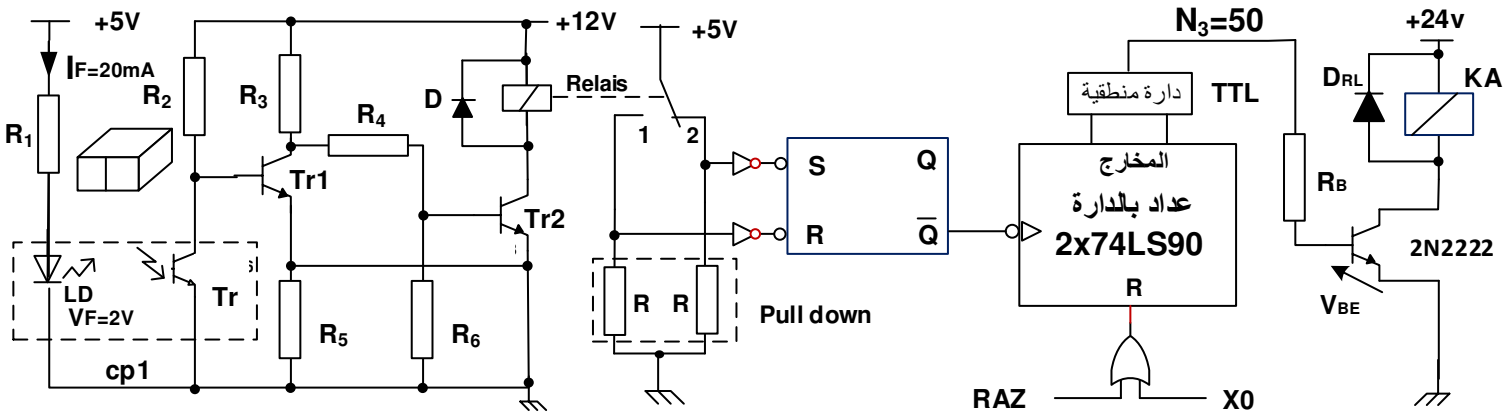 +5V
IF=20mA
R1
R2
R3
R4
+12V
D
Relais
+5V
1
2
Tr1
Tr2
LD
VF=2V
Tr
R5
R6
cp1
R
R
Pull down
S
Q
R
Q̅
N3=50
دارة منطقية
TTL
المخارج
عداد بالدارة
2x74LS90
R
RAZ
X0
+24v
DRL
KA
RB
2N2222
VBE